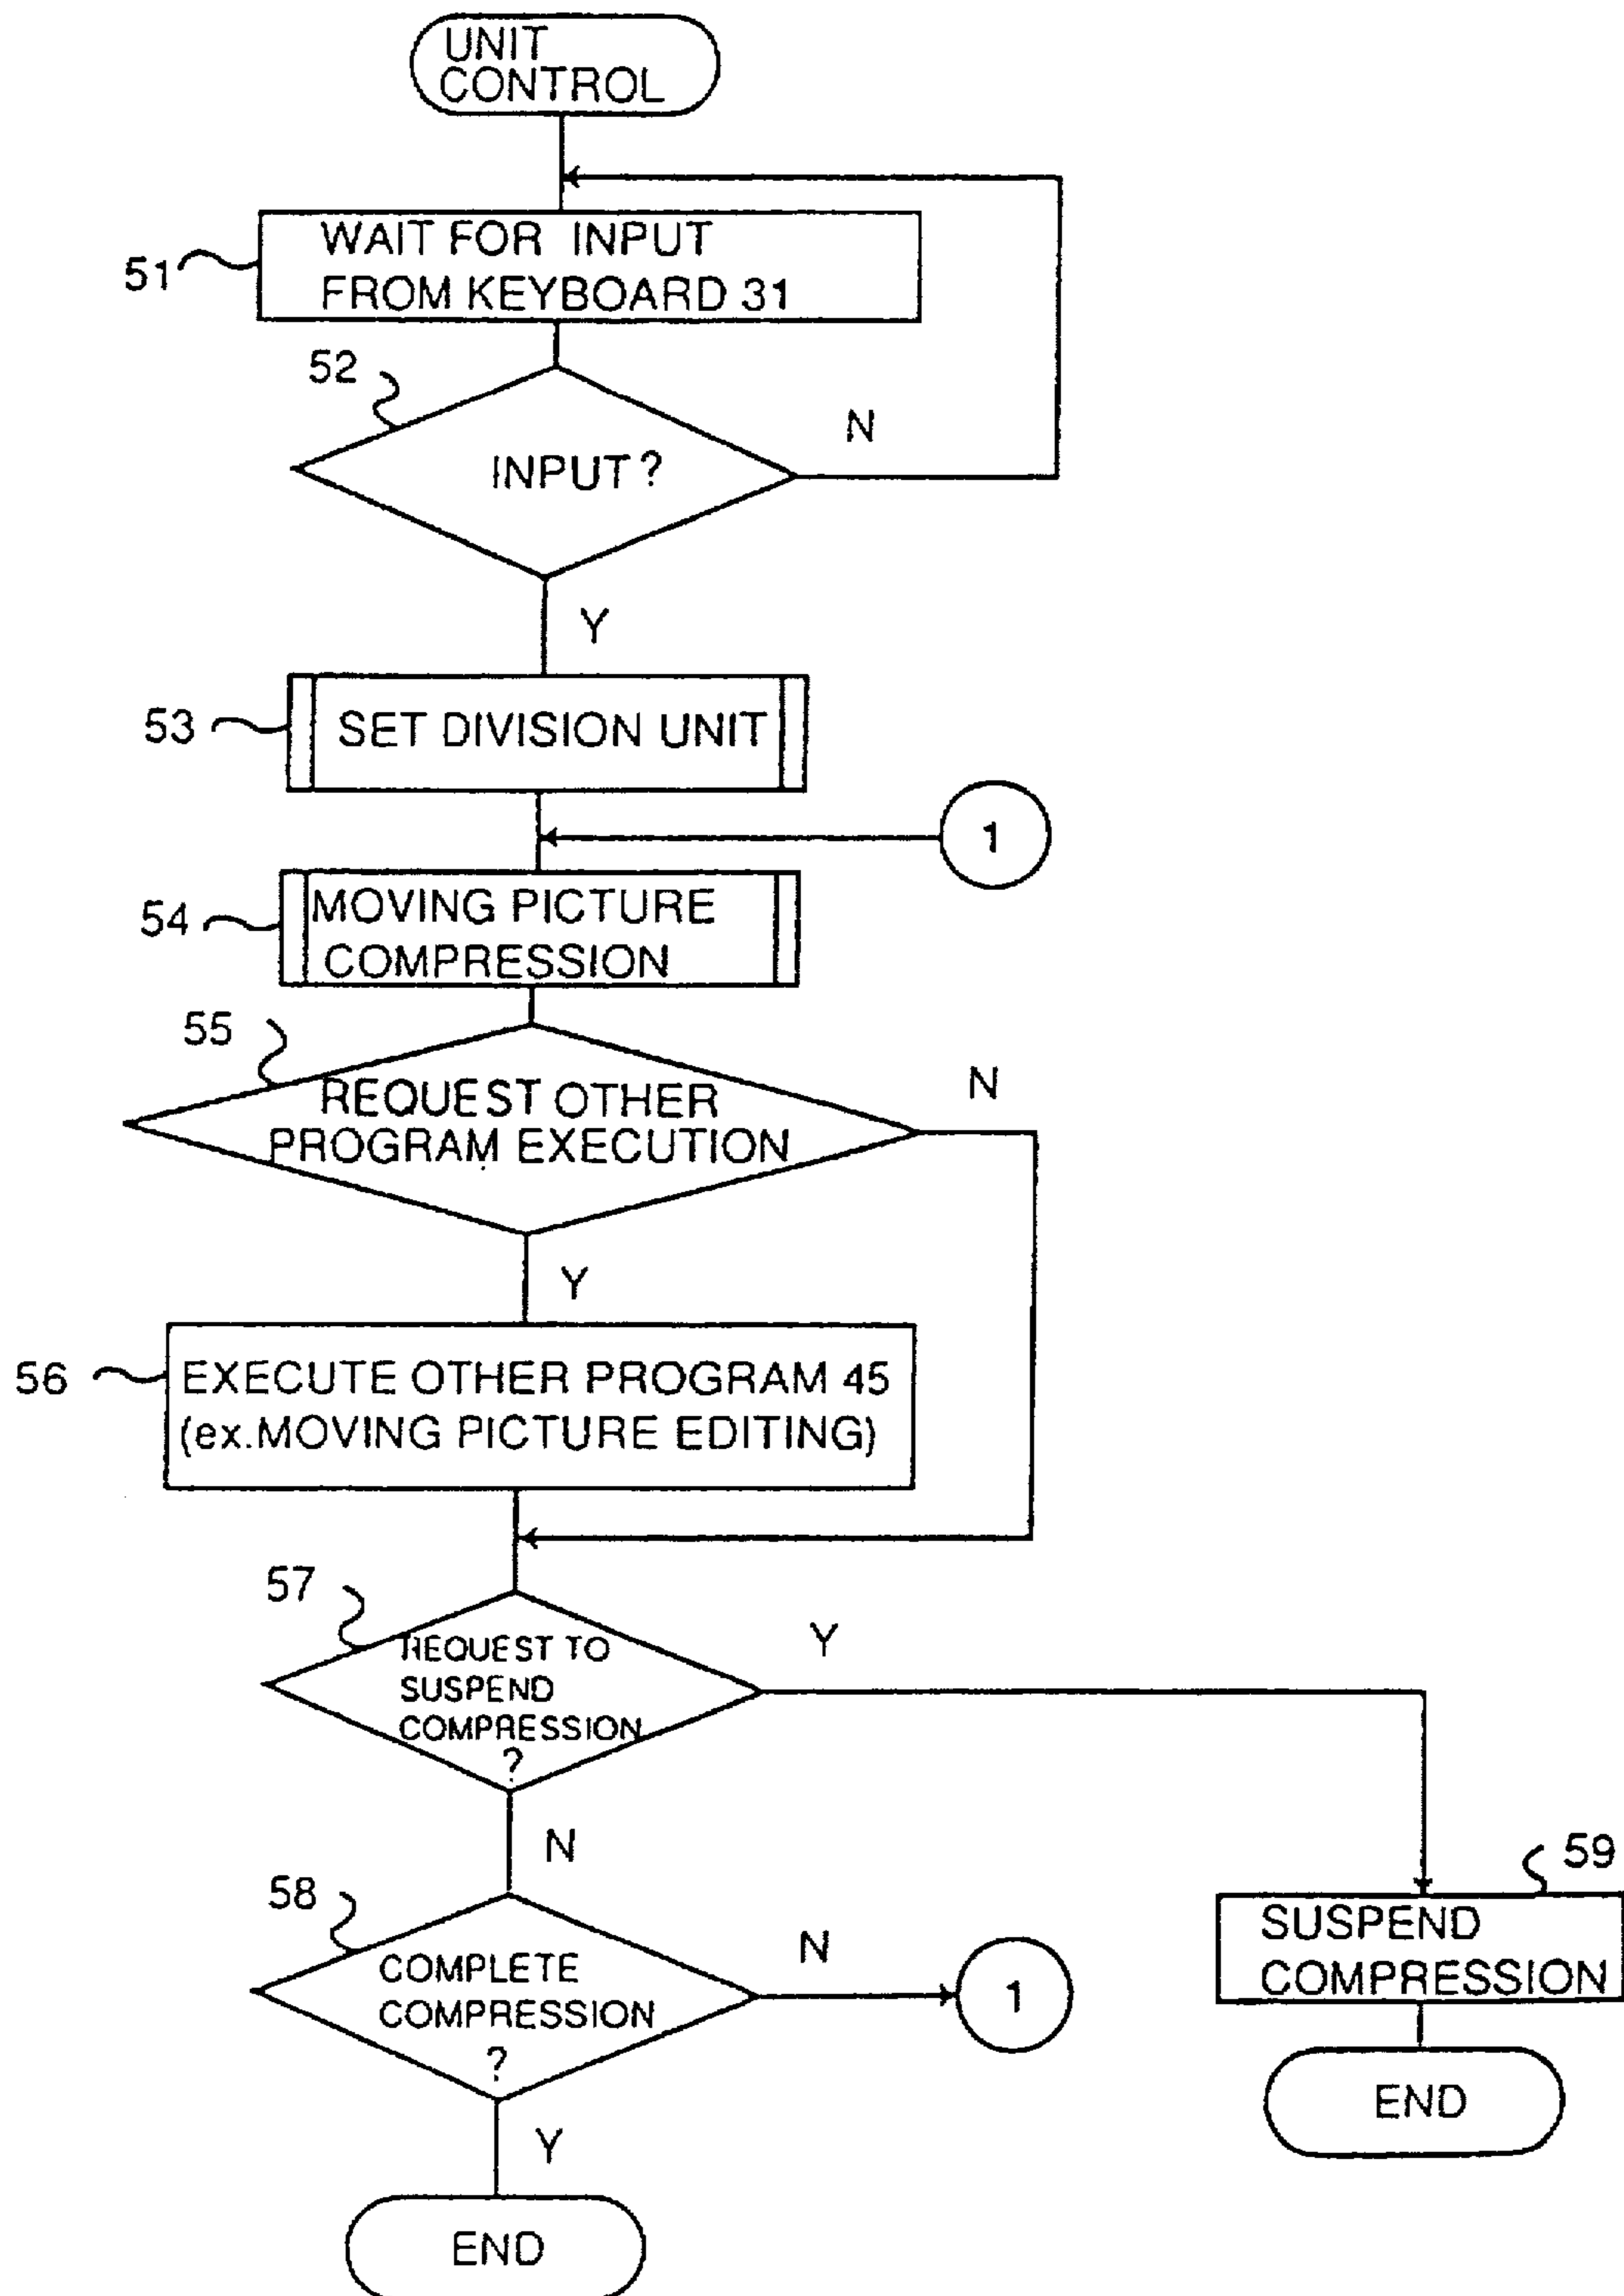 UNIT
CONTROL
51
WAIT FOR INPUT
FROM KEYBOARD 31
52
INPUT?
N
Y
53
SET DIVISION UNIT
1
54
MOVING PICTURE
COMPRESSION
55
REQUEST OTHER
PROGRAM EXECUTION
N
Y
56
EXECUTE OTHER PROGRAM 45
(ex.MOVING PICTURE EDITING)
57
REQUEST TO
SUSPEND
COMPRESSION
?
Y
N
58
COMPLETE
COMPRESSION
?
N
1
59
SUSPEND
COMPRESSION
END
Y
END